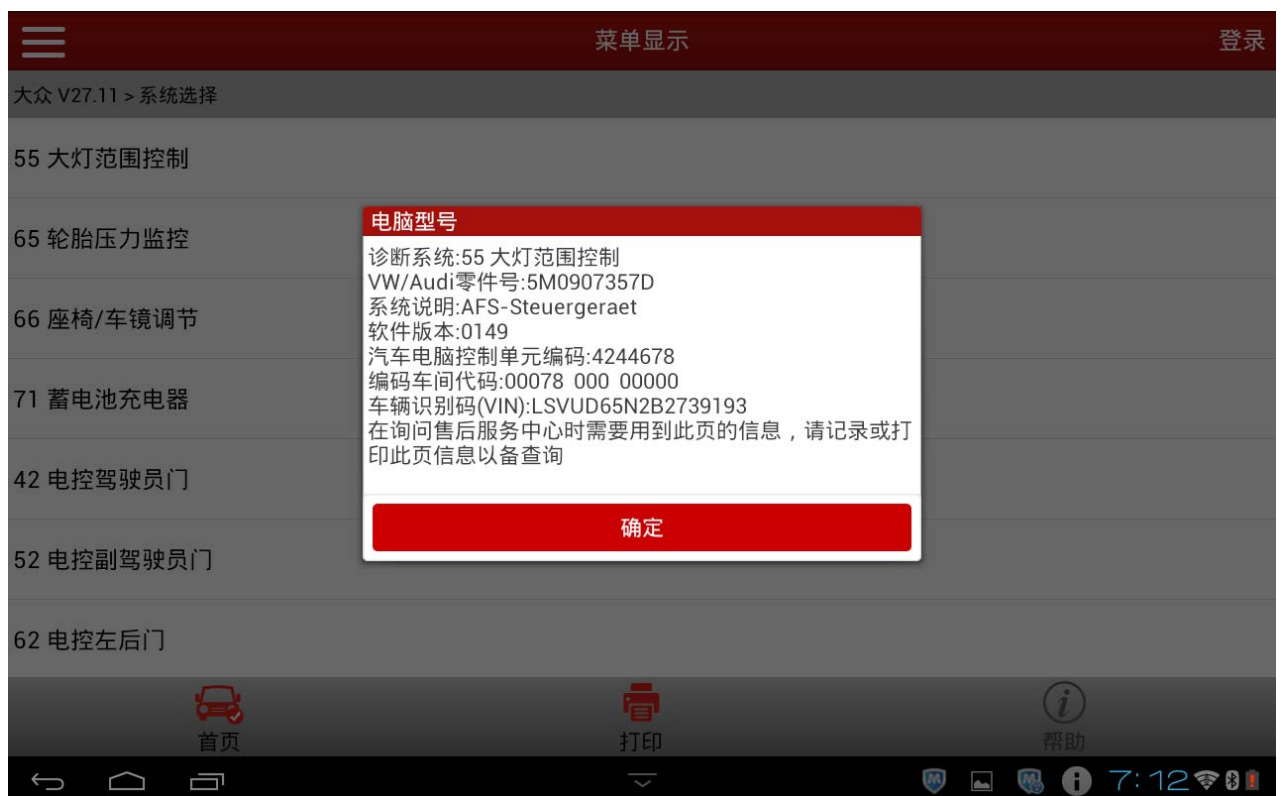 菜单显示
登录
大众 V27.11 > 系统选择
55 大灯范围控制
65 轮胎压力监控
66 座椅/车镜调节
71 蓄电池充电器
42 电控驾驶员门
52 电控副驾驶员门
62 电控左后门
电脑型号
诊断系统:55 大灯范围控制
VW/Audi零件号:5M0907357D
系统说明:AFS-Steuergeraet
软件版本:0149
汽车电脑控制单元编码:4244678
编码车间代码:00078 000 00000
车辆识别码(VIN):LSVUD65N2B2739193
在询问售后服务中心时需要用到此页的信息，请记录或打
印此页信息以备查询
确定
首页
打印
帮助
7:12